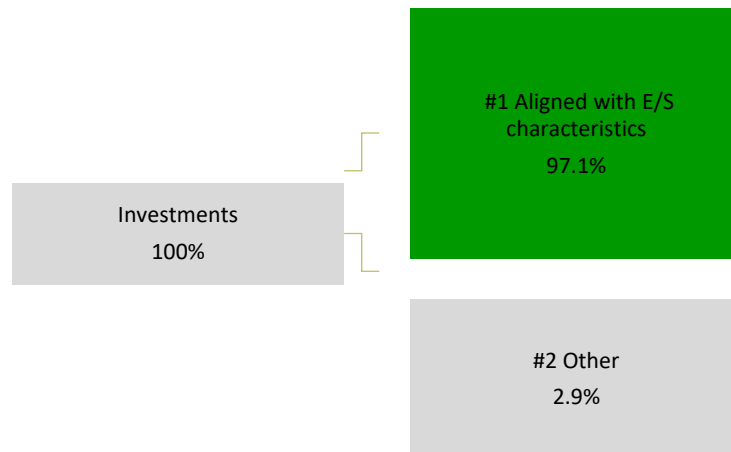 Investments
100%
#1 Aligned with E/S
characteristics
97.1%
#2 Other
2.9%